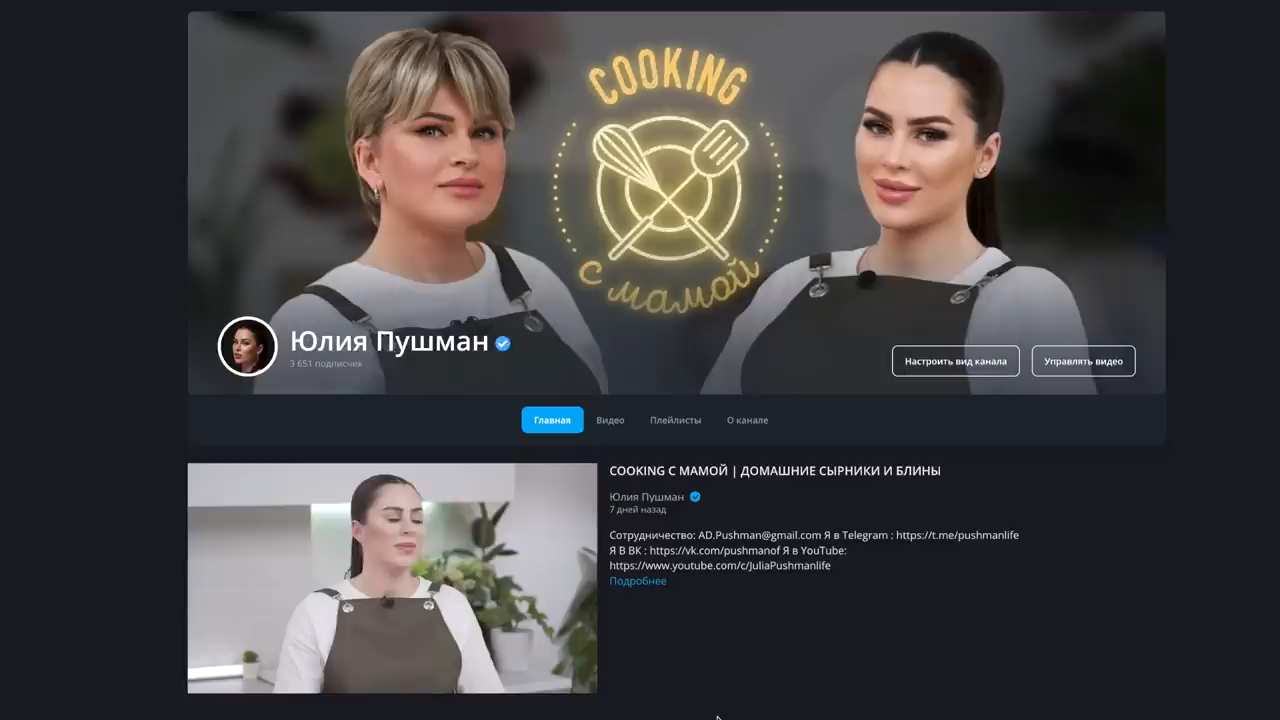 COOKING
с мамой
Юлия Пушман
3 651 подписчик
Настроить вид канала
Управлять видео
Главная
Видео
Плейлисты
О канале
COOKING С МАМОЙ | ДОМАШНИЕ СЫРНИКИ И БЛИНЫ
Юлия Пушман
7 дней назад
Сотрудничество: AD.Pushman@gmail.com Я в Telegram : https://t.me/pushmanlife
Я В ВК : https://vk.com/pushmanof Я в YouTube:
https://www.youtube.com/c/JuliaPushmanlife
Подробнее